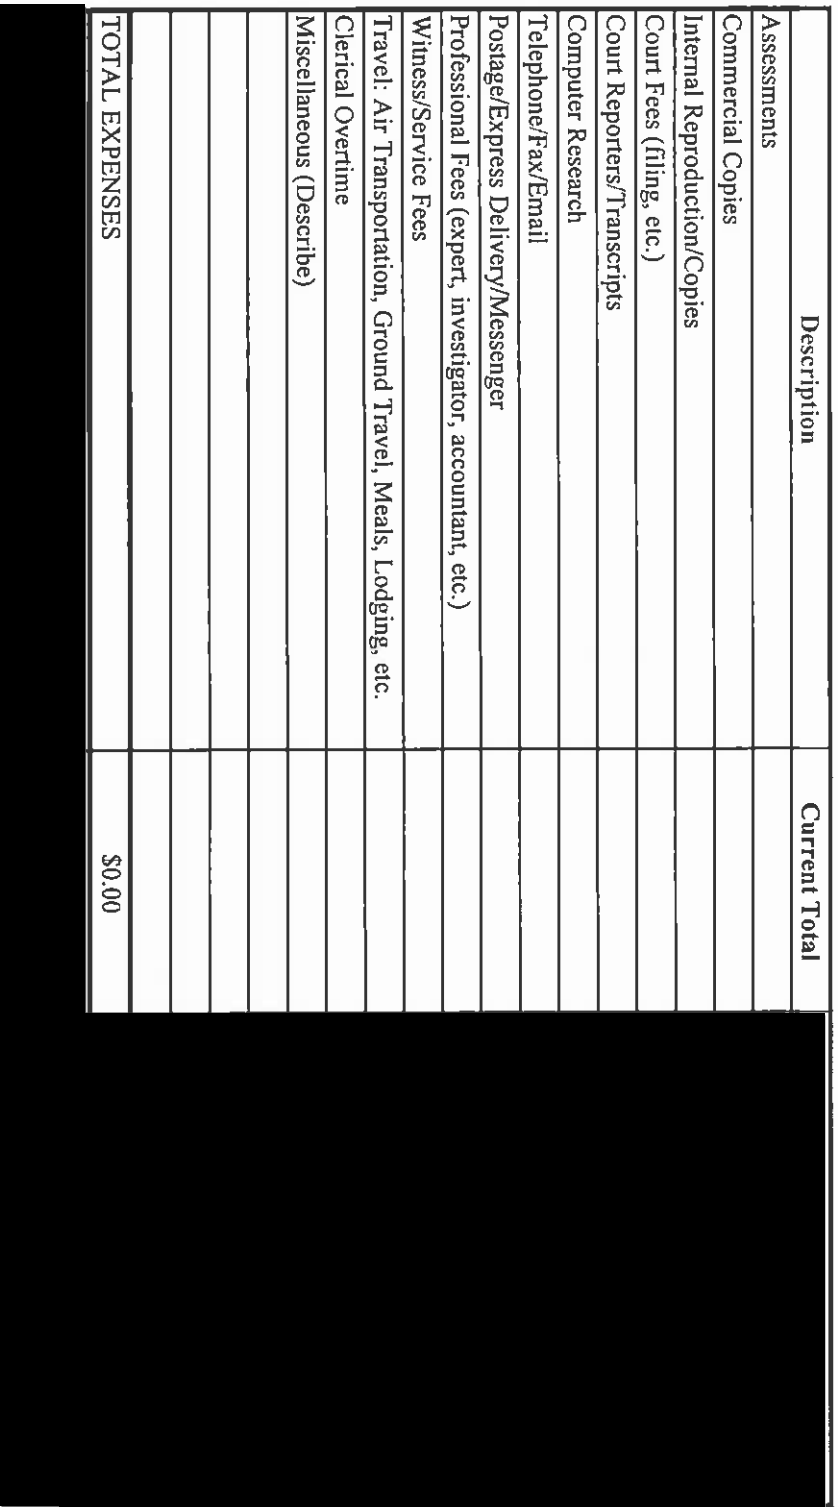 Description Current Total
Assessments
Commercial Copies
Internal Reproduction/Copies
Court Fees (filing, etc.)
Court Reporters/Transcripts
Computer Research
Telephone/Fax/Email
Postage/Express Delivery/Messenger
Professional Fees (expert, investigator, accountant, etc.)
Witness/Service Fees
Travel: Air Transportation, Ground Travel, Meals, Lodging, etc.
Clerical Overtime
Miscellaneous (Describe)
TOTAL EXPENSES $0.00